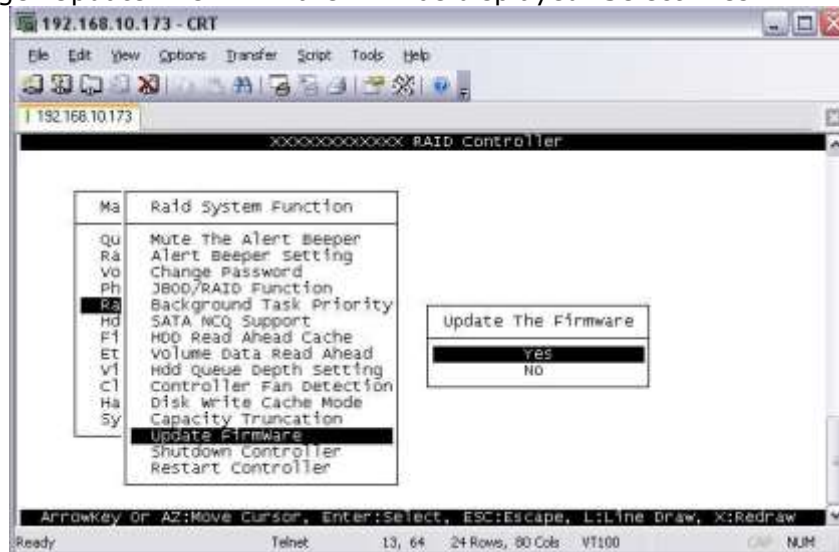 192.168.10.173 - CRT
File Edit View Options Transfer Script Tools Help
192.168.10.173
XXXXXXXXXXXX RAID Controller
Ma
Qu
Ra
Vo
Ph
Ra
Hd
Fi
Et
Vi
Cl
Ha
Sy
Raid System Function
Mute The Alert Beeper
Alert Beeper Setting
Change Password
JBOD/RAID Function
Background Task Priority
SATA NCQ Support
HDD Read Ahead Cache
Volume Data Read Ahead
Hdd Queue Depth Setting
Controller Fan Detection
Disk Write Cache Mode
Capacity Truncation
Update FirmWare
Shutdown Controller
Restart Controller
Update The Firmware
Yes
No
ArrowKey Or AZ:Move Cursor, Enter:Select, ESC:Escape, L:Line Draw, X:Redraw
Ready Telnet 13, 64 24 Rows, 80 Cols VT100 CAP NUM